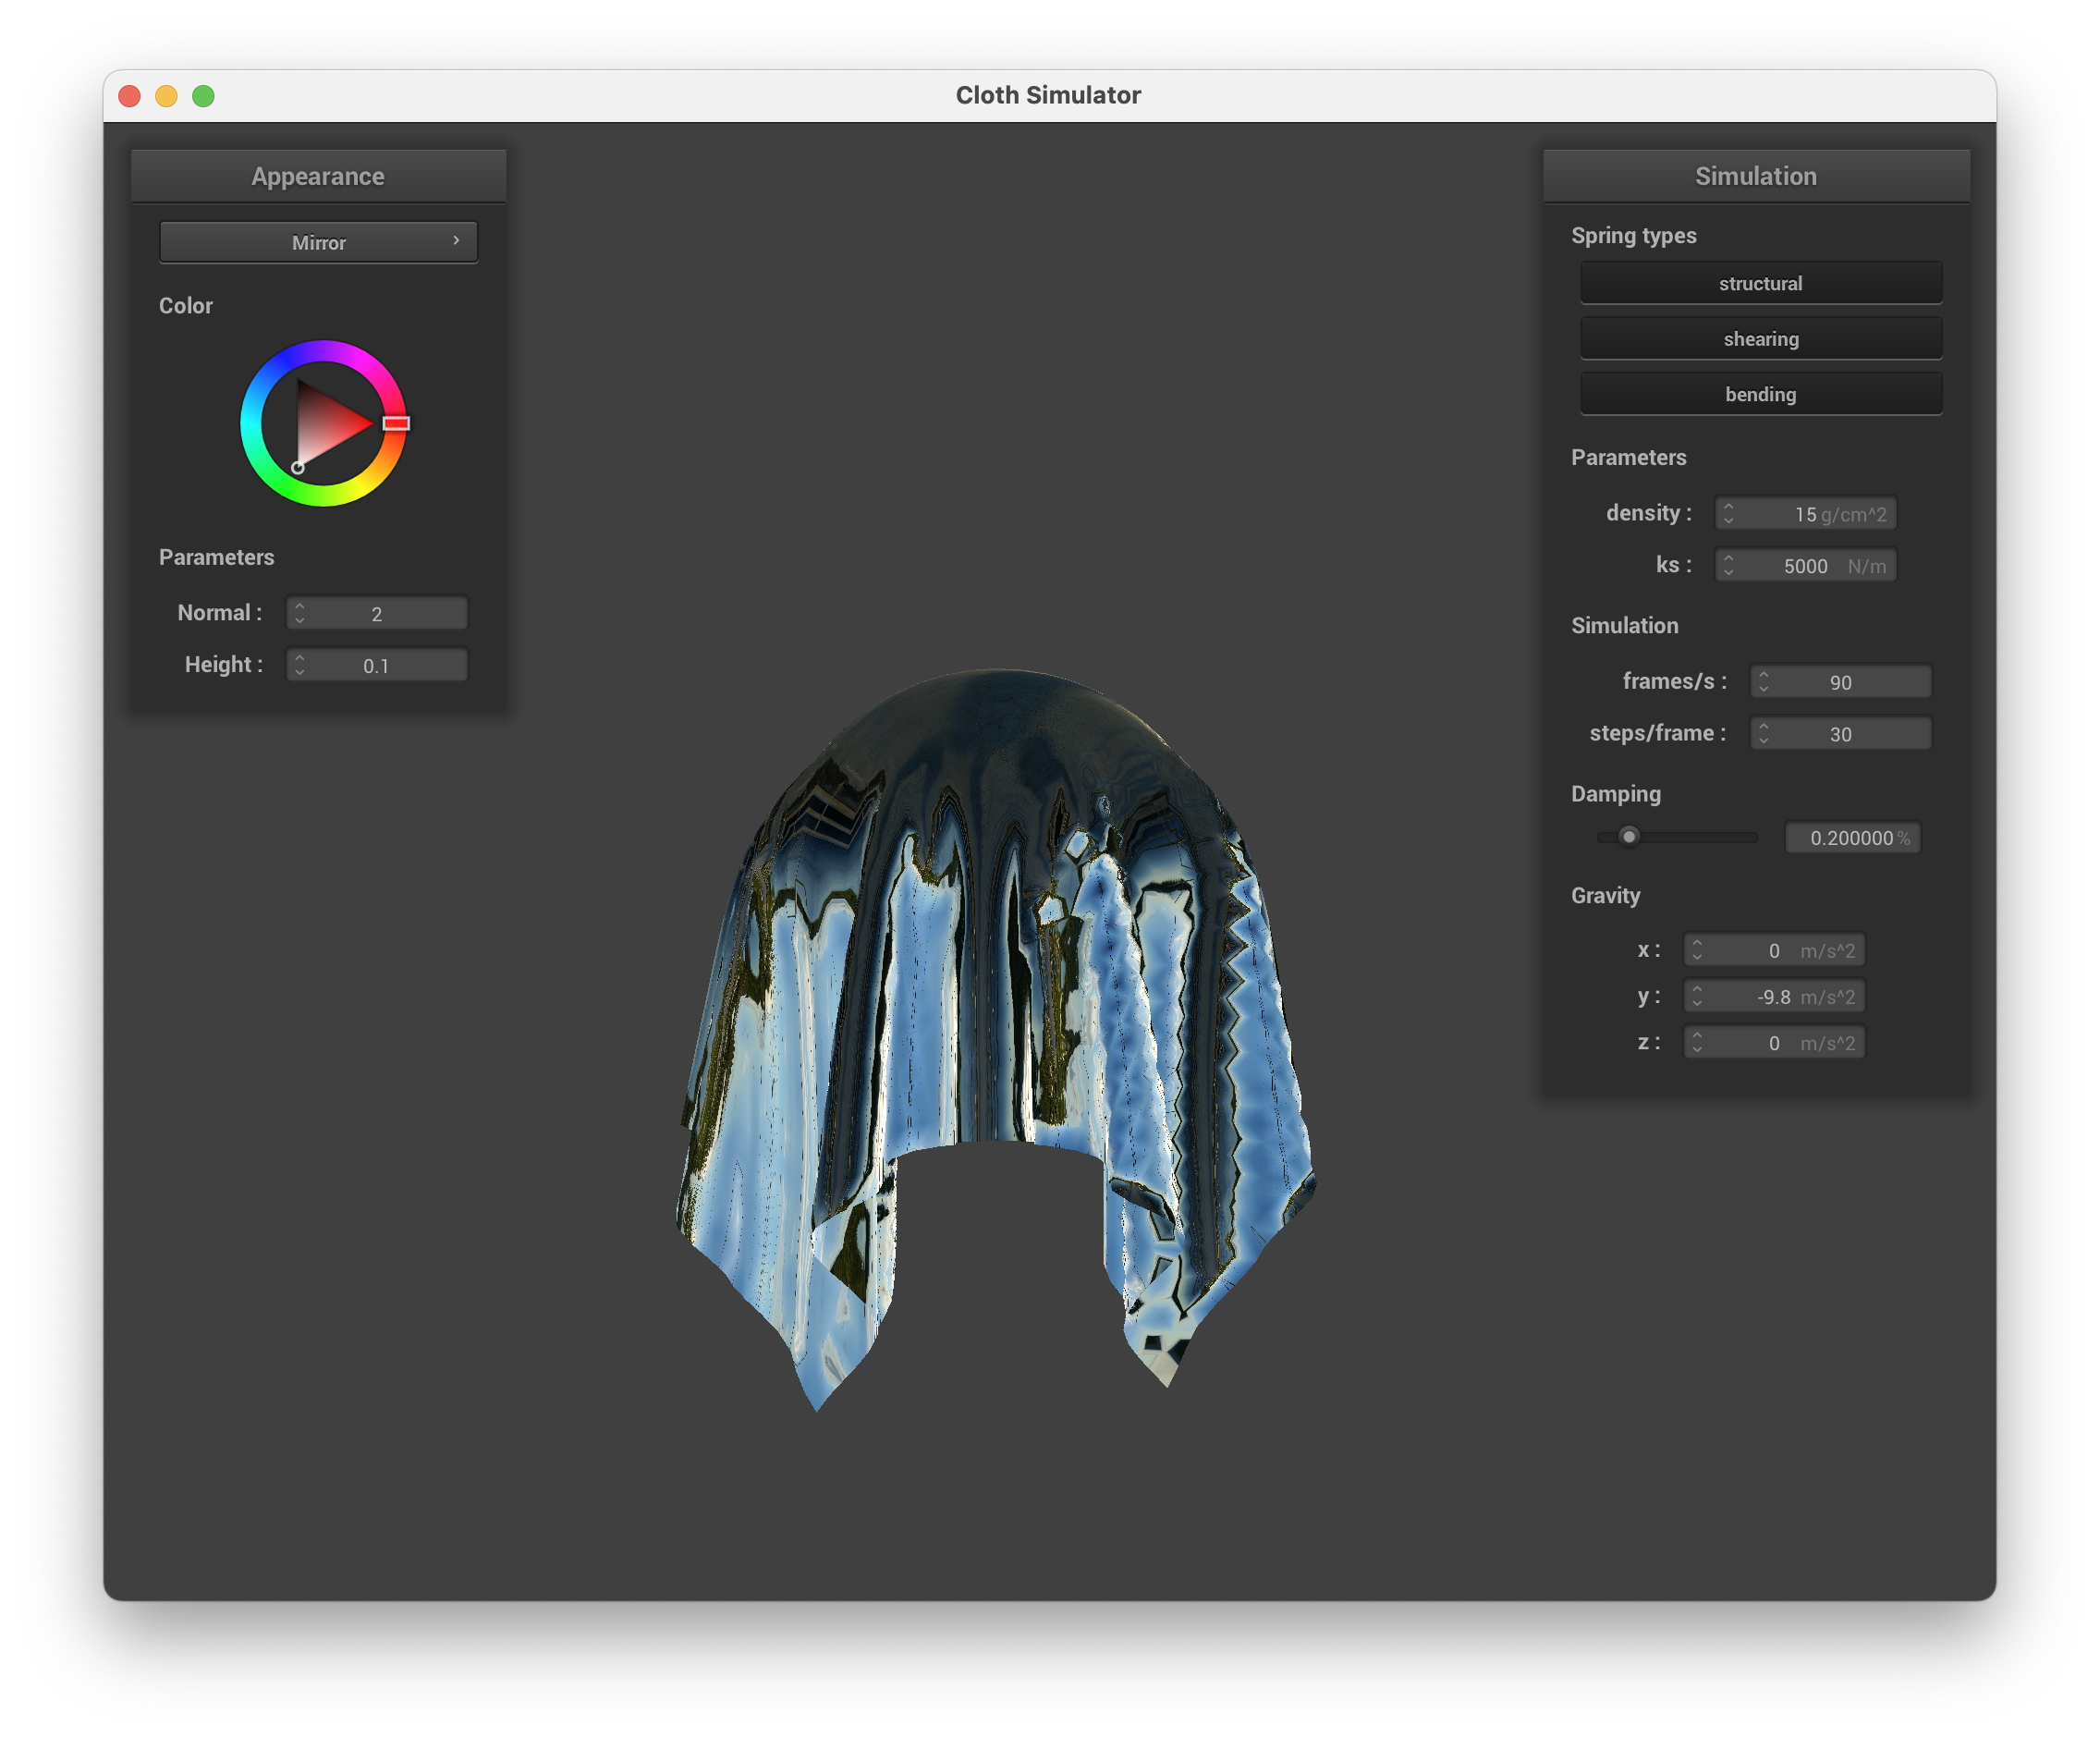 Cloth Simulator
Appearance
Mirror
Color
Parameters
Normal : 2
Height : 0.1
Simulation
Spring types
structural
shearing
bending
Parameters
density : 15 g/cm^2
ks : 5000 N/m
Simulation
frames/s : 90
steps/frame : 30
Damping
0.200000 %
Gravity
x : 0 m/s^2
y : -9.8 m/s^2
z : 0 m/s^2